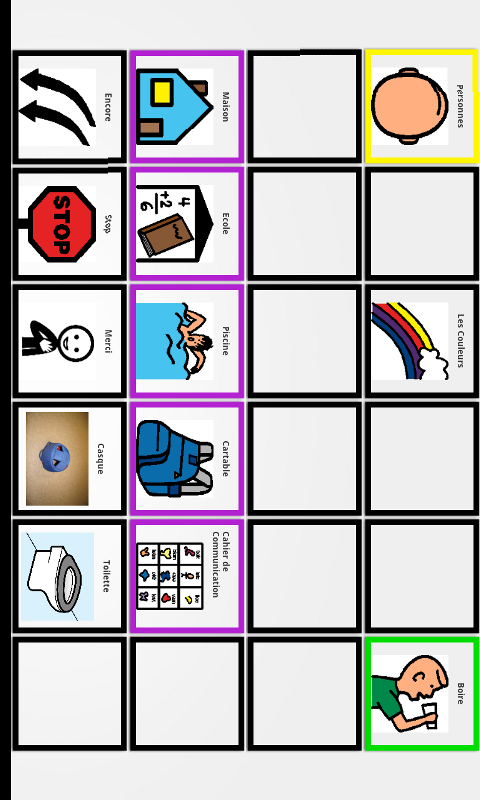 Personnes
Les Couleurs
Boire
Maison
Ecole
4
+2
6
Piscine
Cartable
Cahier de
Communication
Encore
Stop
STOP
Merci
Casque
Toilette